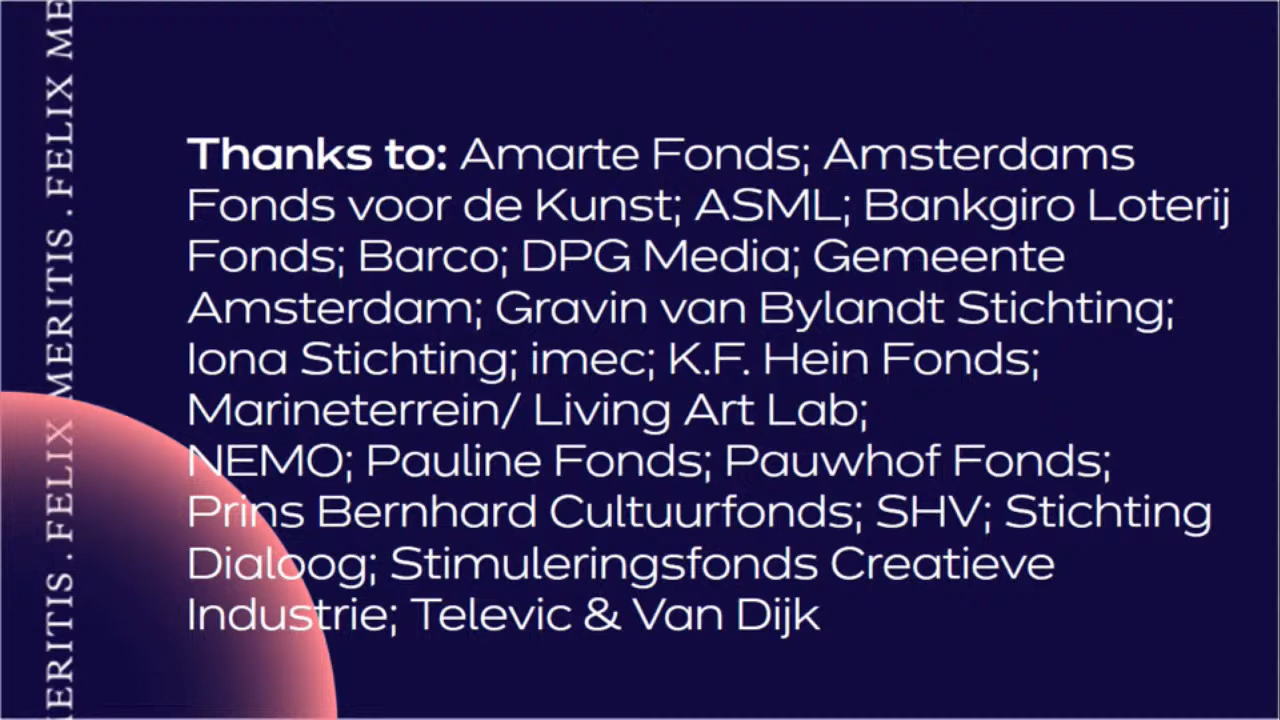 Thanks to: Amarte Fonds; Amsterdams
Fonds voor de Kunst; ASML; Bankgiro Loterij
Fonds; Barco; DPG Media; Gemeente
Amsterdam; Gravin van Bylandt Stichting;
Iona Stichting; imec; K.F. Hein Fonds;
Marineterrein/ Living Art Lab;
NEMO; Pauline Fonds; Pauwhof Fonds;
Prins Bernhard Cultuurfonds; SHV; Stichting
Dialoog; Stimuleringsfonds Creatieve
Industrie; Televic & Van Dijk
MERITIS . FELIX MERITIS. FELIX ME